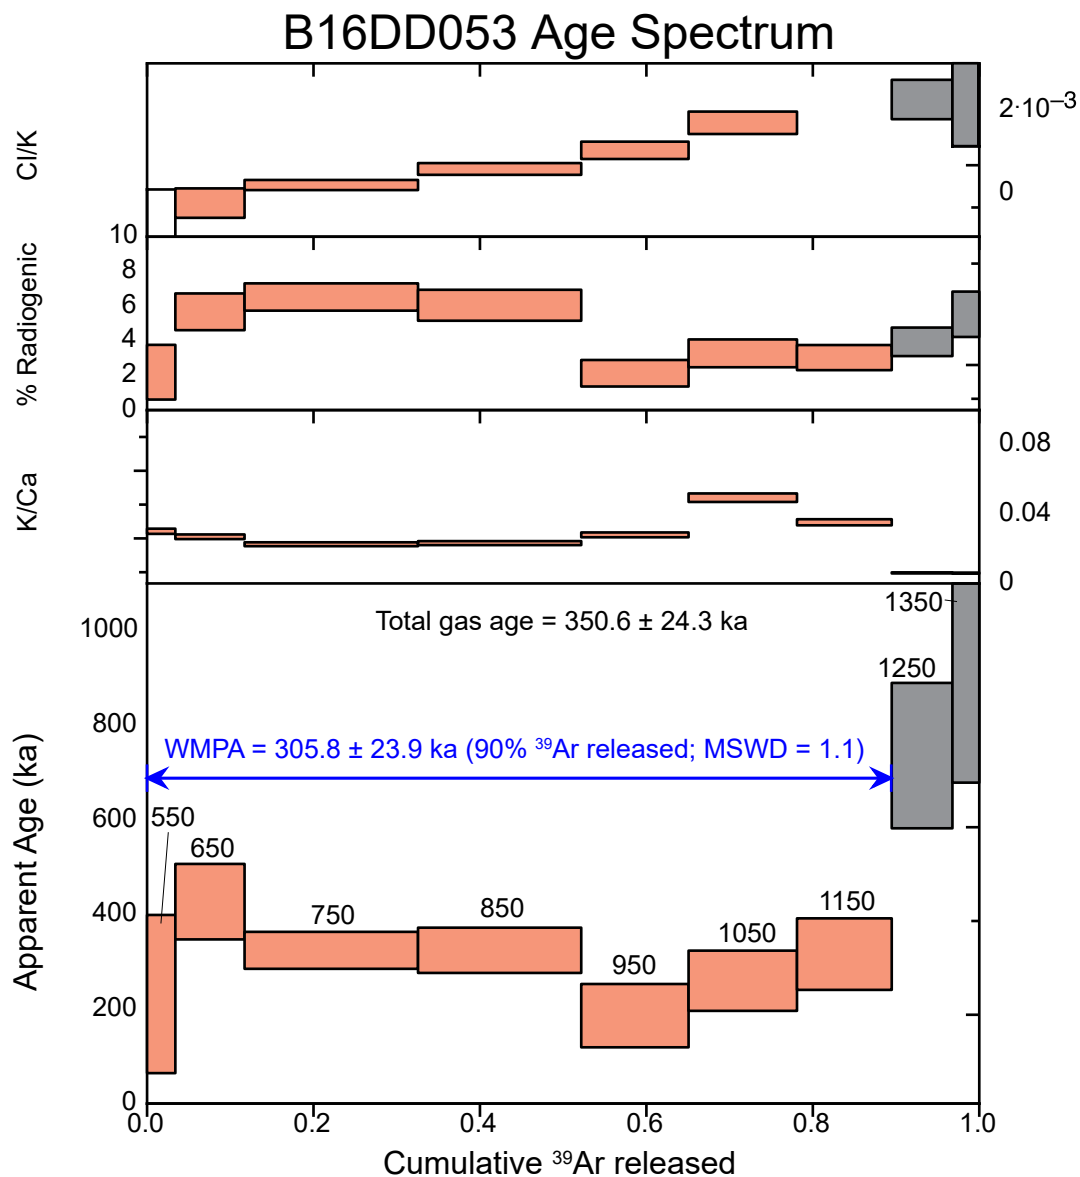 B16DD053 Age Spectrum
Cl/K
2·10⁻³
0
% Radiogenic
10
8
6
4
2
0
K/Ca
0.08
0.04
0
Total gas age = 350.6 ± 24.3 ka
1350
1250
WMPA = 305.8 ± 23.9 ka (90% ³⁹Ar released; MSWD = 1.1)
Apparent Age (ka)
1000
800
600
400
200
0
550
650
750
850
950
1050
1150
0.0 0.2 0.4 0.6 0.8 1.0
Cumulative ³⁹Ar released